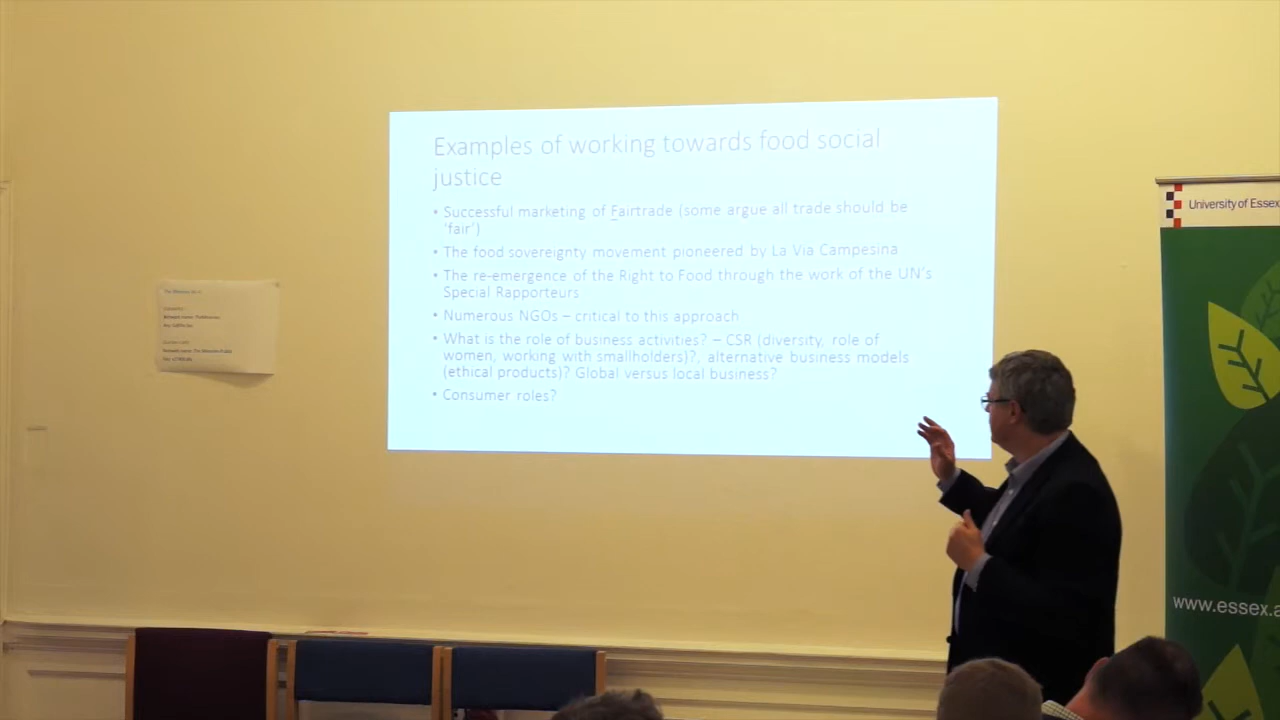 Examples of working towards food social
justice
• Successful marketing of Fairtrade (some argue all trade should be
'fair')
• The food sovereignty movement pioneered by La Via Campesina
• The re-emergence of the Right to Food through the work of the UN's
Special Rapporteurs
• Numerous NGOs – critical to this approach
• What is the role of business activities? – CSR (diversity, role of
women, working with smallholders)?, alternative business models
(ethical products)? Global versus local business?
• Consumer roles?
University of Essex
www.essex.a